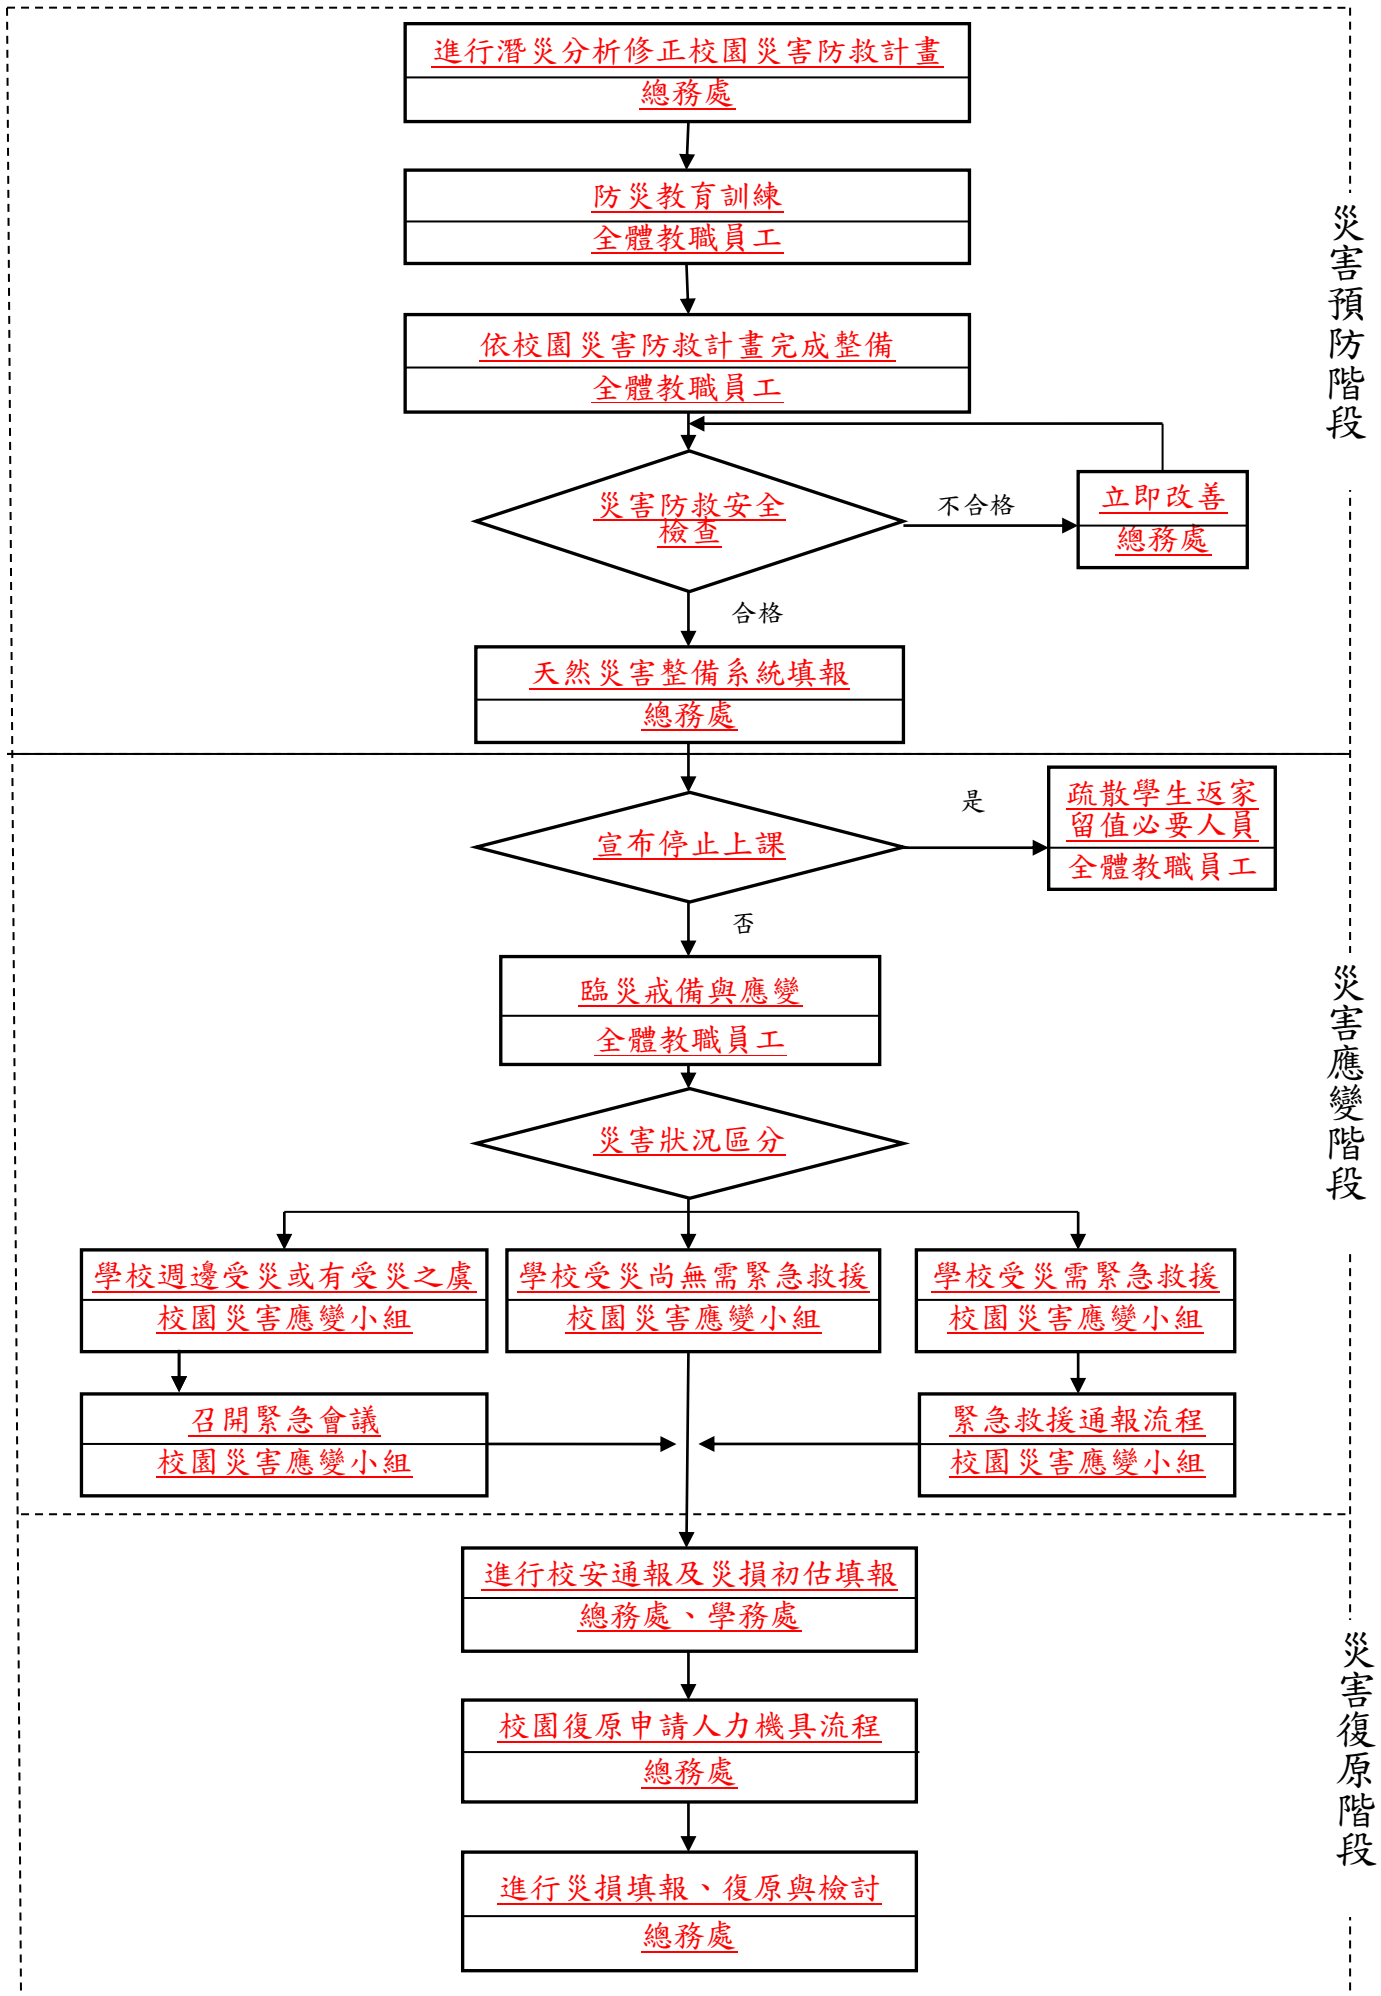 進行潛災分析修正校園災害防救計畫
總務處
防災教育訓練
全體教職員工
依校園災害防救計畫完成整備
全體教職員工
災害防救安全
檢查
不合格
立即改善
總務處
合格
天然災害整備系統填報
總務處
災害預防階段
宣布停止上課
是
疏散學生返家
留值必要人員
全體教職員工
否
臨災戒備與應變
全體教職員工
災害狀況區分
學校週邊受災或有受災之虞
校園災害應變小組
學校受災尚無需緊急救援
校園災害應變小組
學校受災需緊急救援
校園災害應變小組
召開緊急會議
校園災害應變小組
緊急救援通報流程
校園災害應變小組
災害應變階段
進行校安通報及災損初估填報
總務處、學務處
校園復原申請人力機具流程
總務處
進行災損填報、復原與檢討
總務處
災害復原階段